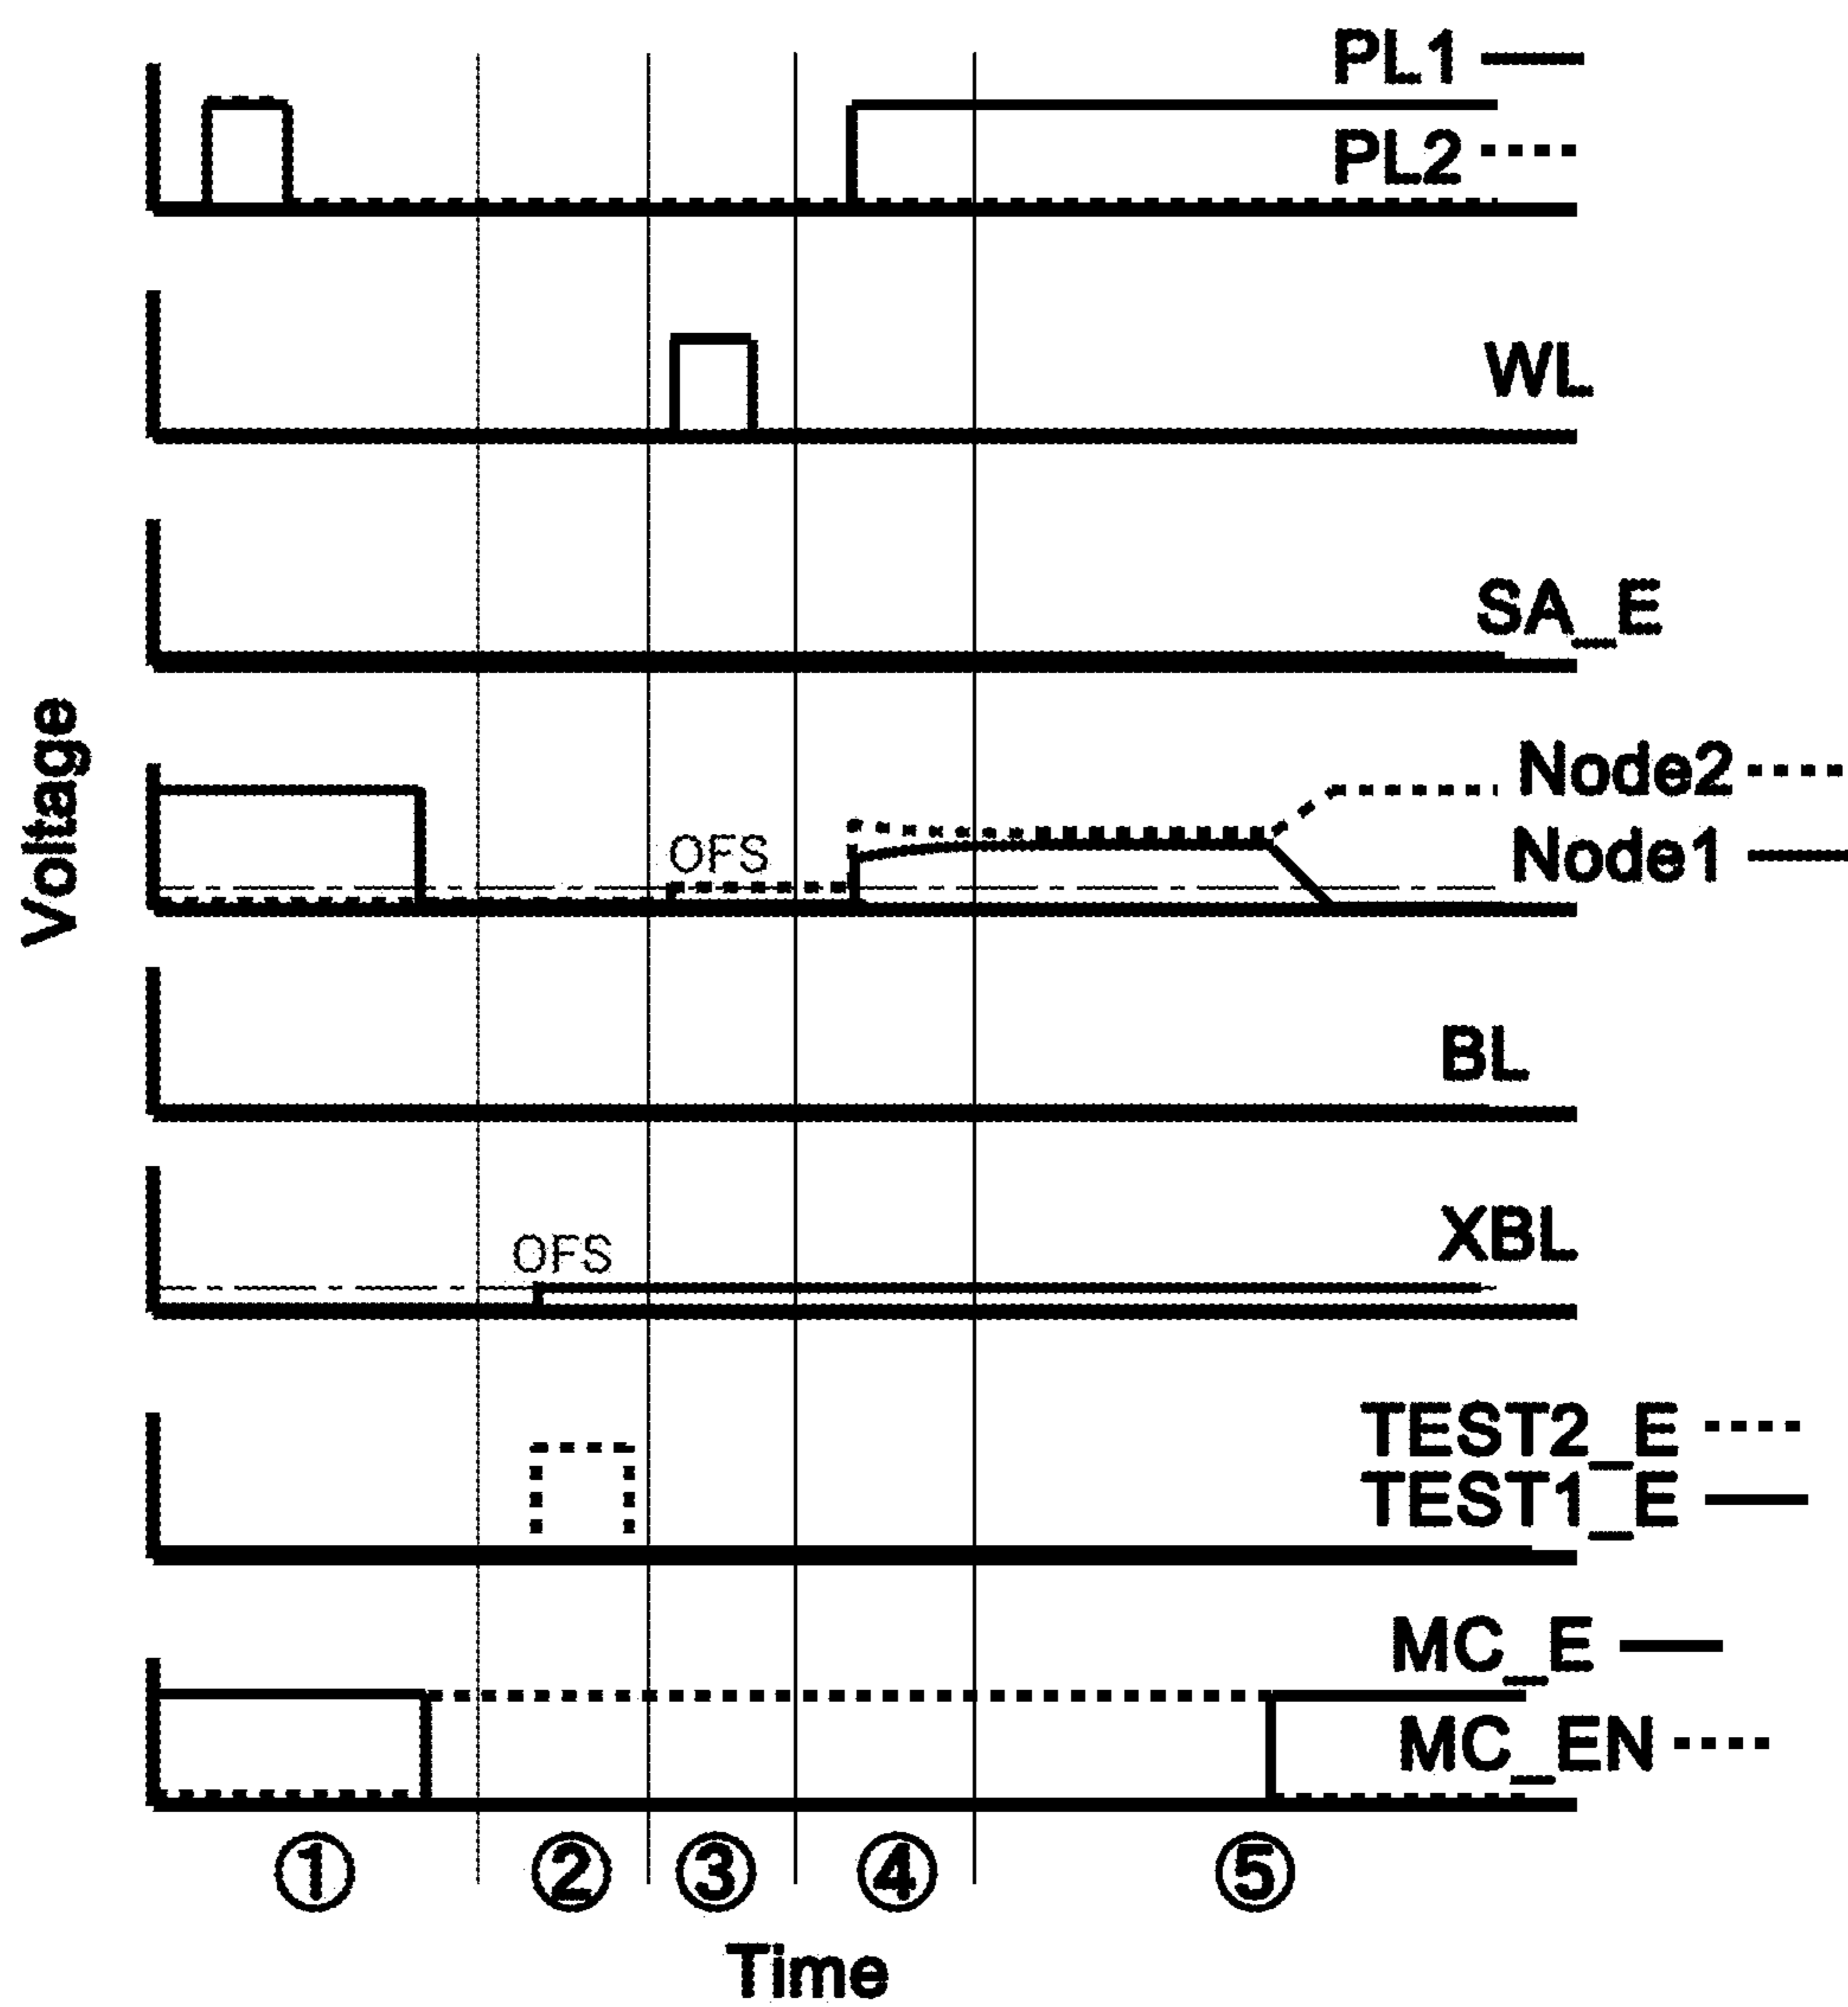 PL1
PL2
WL
SA_E
Voltage
Node2
OFS
Node1
BL
XBL
OFS
TEST2_E
TEST1_E
MC_E
MC_EN
① ② ③ ④ ⑤
Time